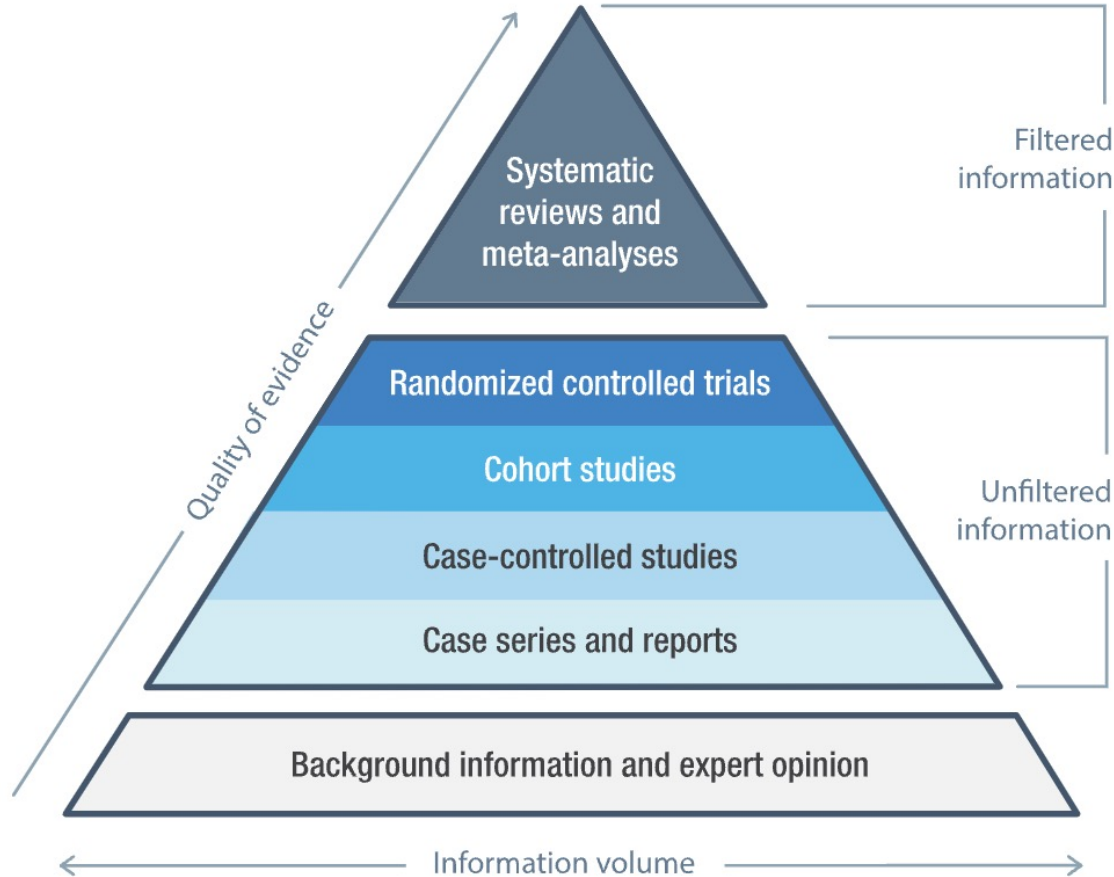 Systematic
reviews and
meta-analyses
Filtered
information
Randomized controlled trials
Cohort studies
Case-controlled studies
Case series and reports
Unfiltered
information
Quality of evidence
Background information and expert opinion
Information volume